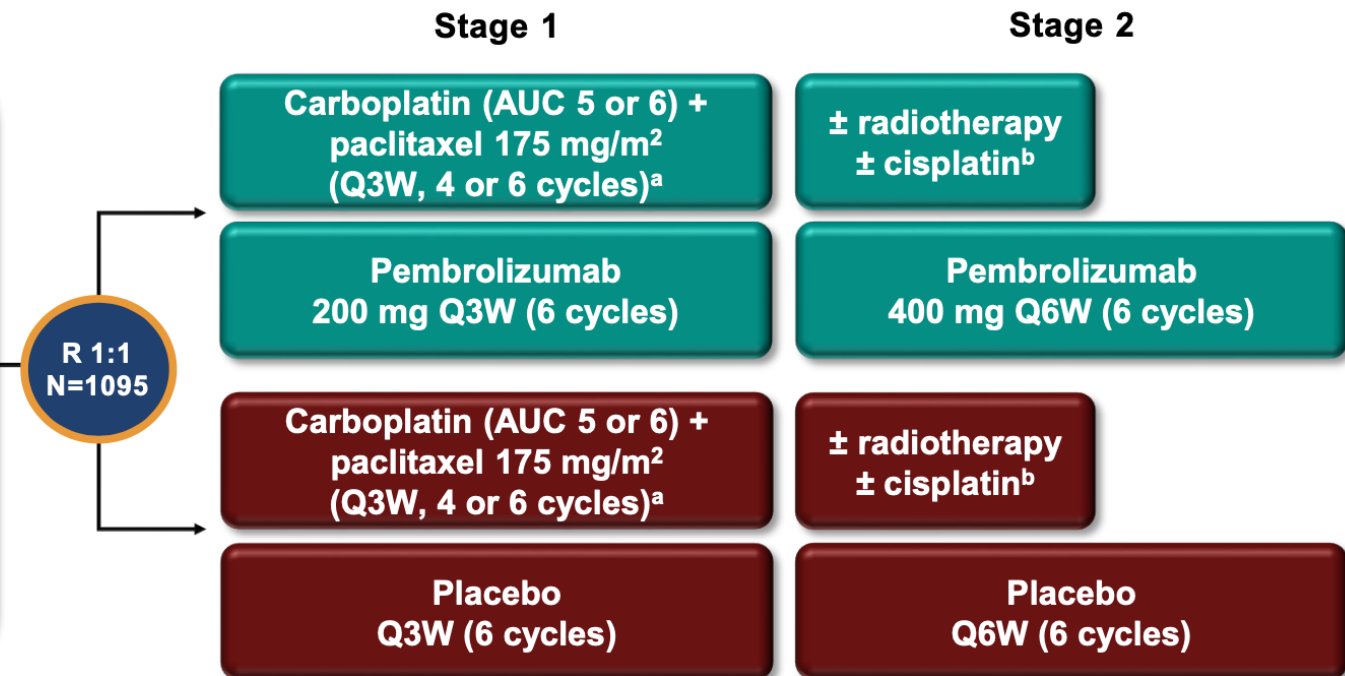 Stage 1
Stage 2
Carboplatin (AUC 5 or 6) +
paclitaxel 175 mg/m²
(Q3W, 4 or 6 cycles)ᵃ
± radiotherapy
± cisplatinᵇ
Pembrolizumab
200 mg Q3W (6 cycles)
Pembrolizumab
400 mg Q6W (6 cycles)
R 1:1
N=1095
Carboplatin (AUC 5 or 6) +
paclitaxel 175 mg/m²
(Q3W, 4 or 6 cycles)ᵃ
± radiotherapy
± cisplatinᵇ
Placebo
Q3W (6 cycles)
Placebo
Q6W (6 cycles)